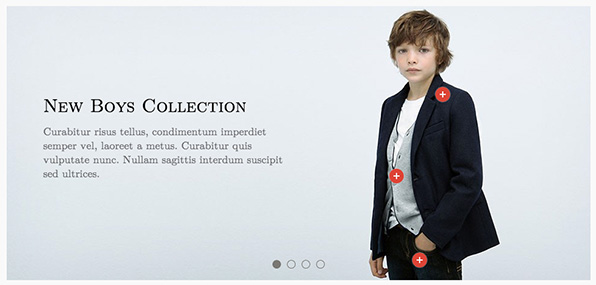 New Boys Collection
Curabitur risus tellus, condimentum imperdiet
semper vel, laoreet a metus. Curabitur quis
vulputate nunc. Nullam sagittis interdum suscipit
sed ultrices.